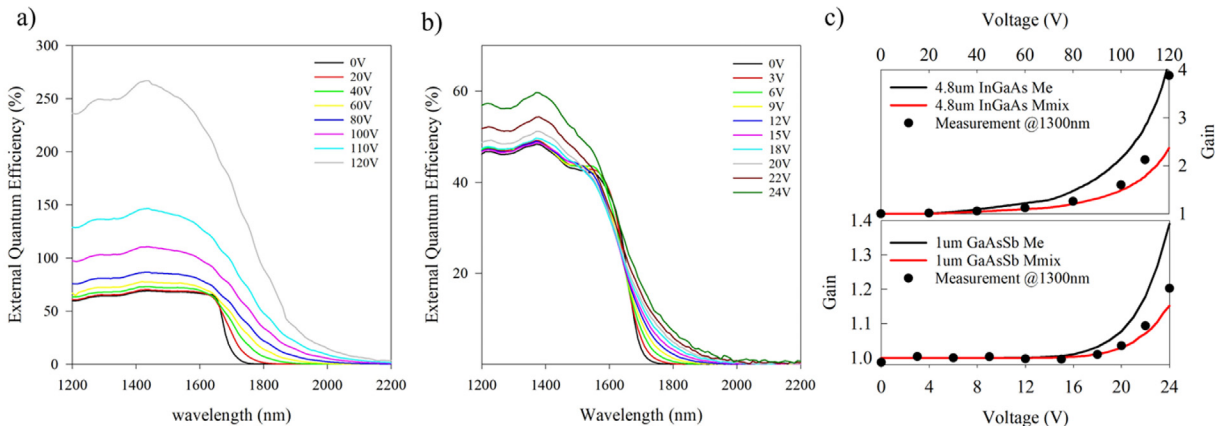 a)
External Quantum Efficiency (%)
300
250
200
150
100
50
0
0V
20V
40V
60V
80V
100V
110V
120V
1200 1400 1600 1800 2000 2200
wavelength (nm)
b)
External Quantum Efficiency (%)
60
40
20
0V
3V
6V
9V
12V
15V
18V
20V
22V
24V
1200 1400 1600 1800 2000 2200
wavelength (nm)
c)
Voltage (V)
0 20 40 60 80 100 120
4.8um InGaAs Me
4.8um InGaAs Mmix
Measurement @1300nm
4
3
2
1
Gain
1.4
1.3
1.2
1.1
1.0
Gain
1um GaAsSb Me
1um GaAsSb Mmix
Measurement @1300nm
0 4 8 12 16 20 24
Voltage (V)